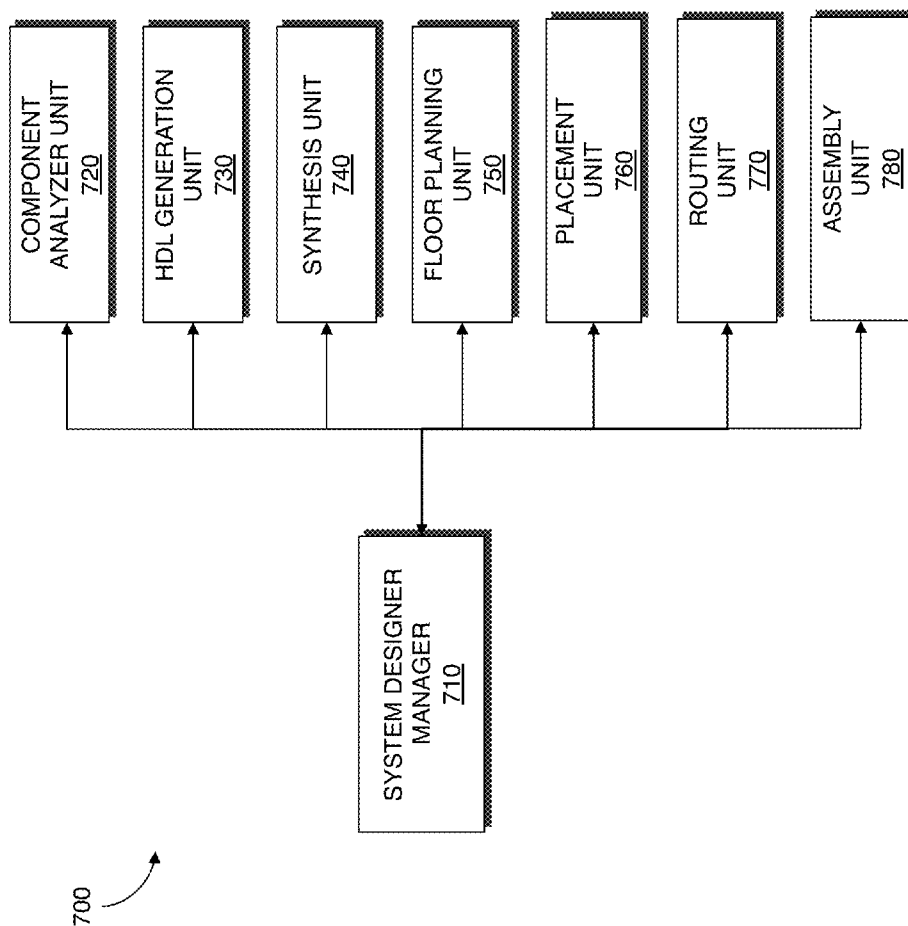 700
SYSTEM DESIGNER
MANAGER
710
COMPONENT
ANALYZER UNIT
720
HDL GENERATION
UNIT
730
SYNTHESIS UNIT
740
FLOOR PLANNING
UNIT
750
PLACEMENT
UNIT
760
ROUTING
UNIT
770
ASSEMBLY
UNIT
780